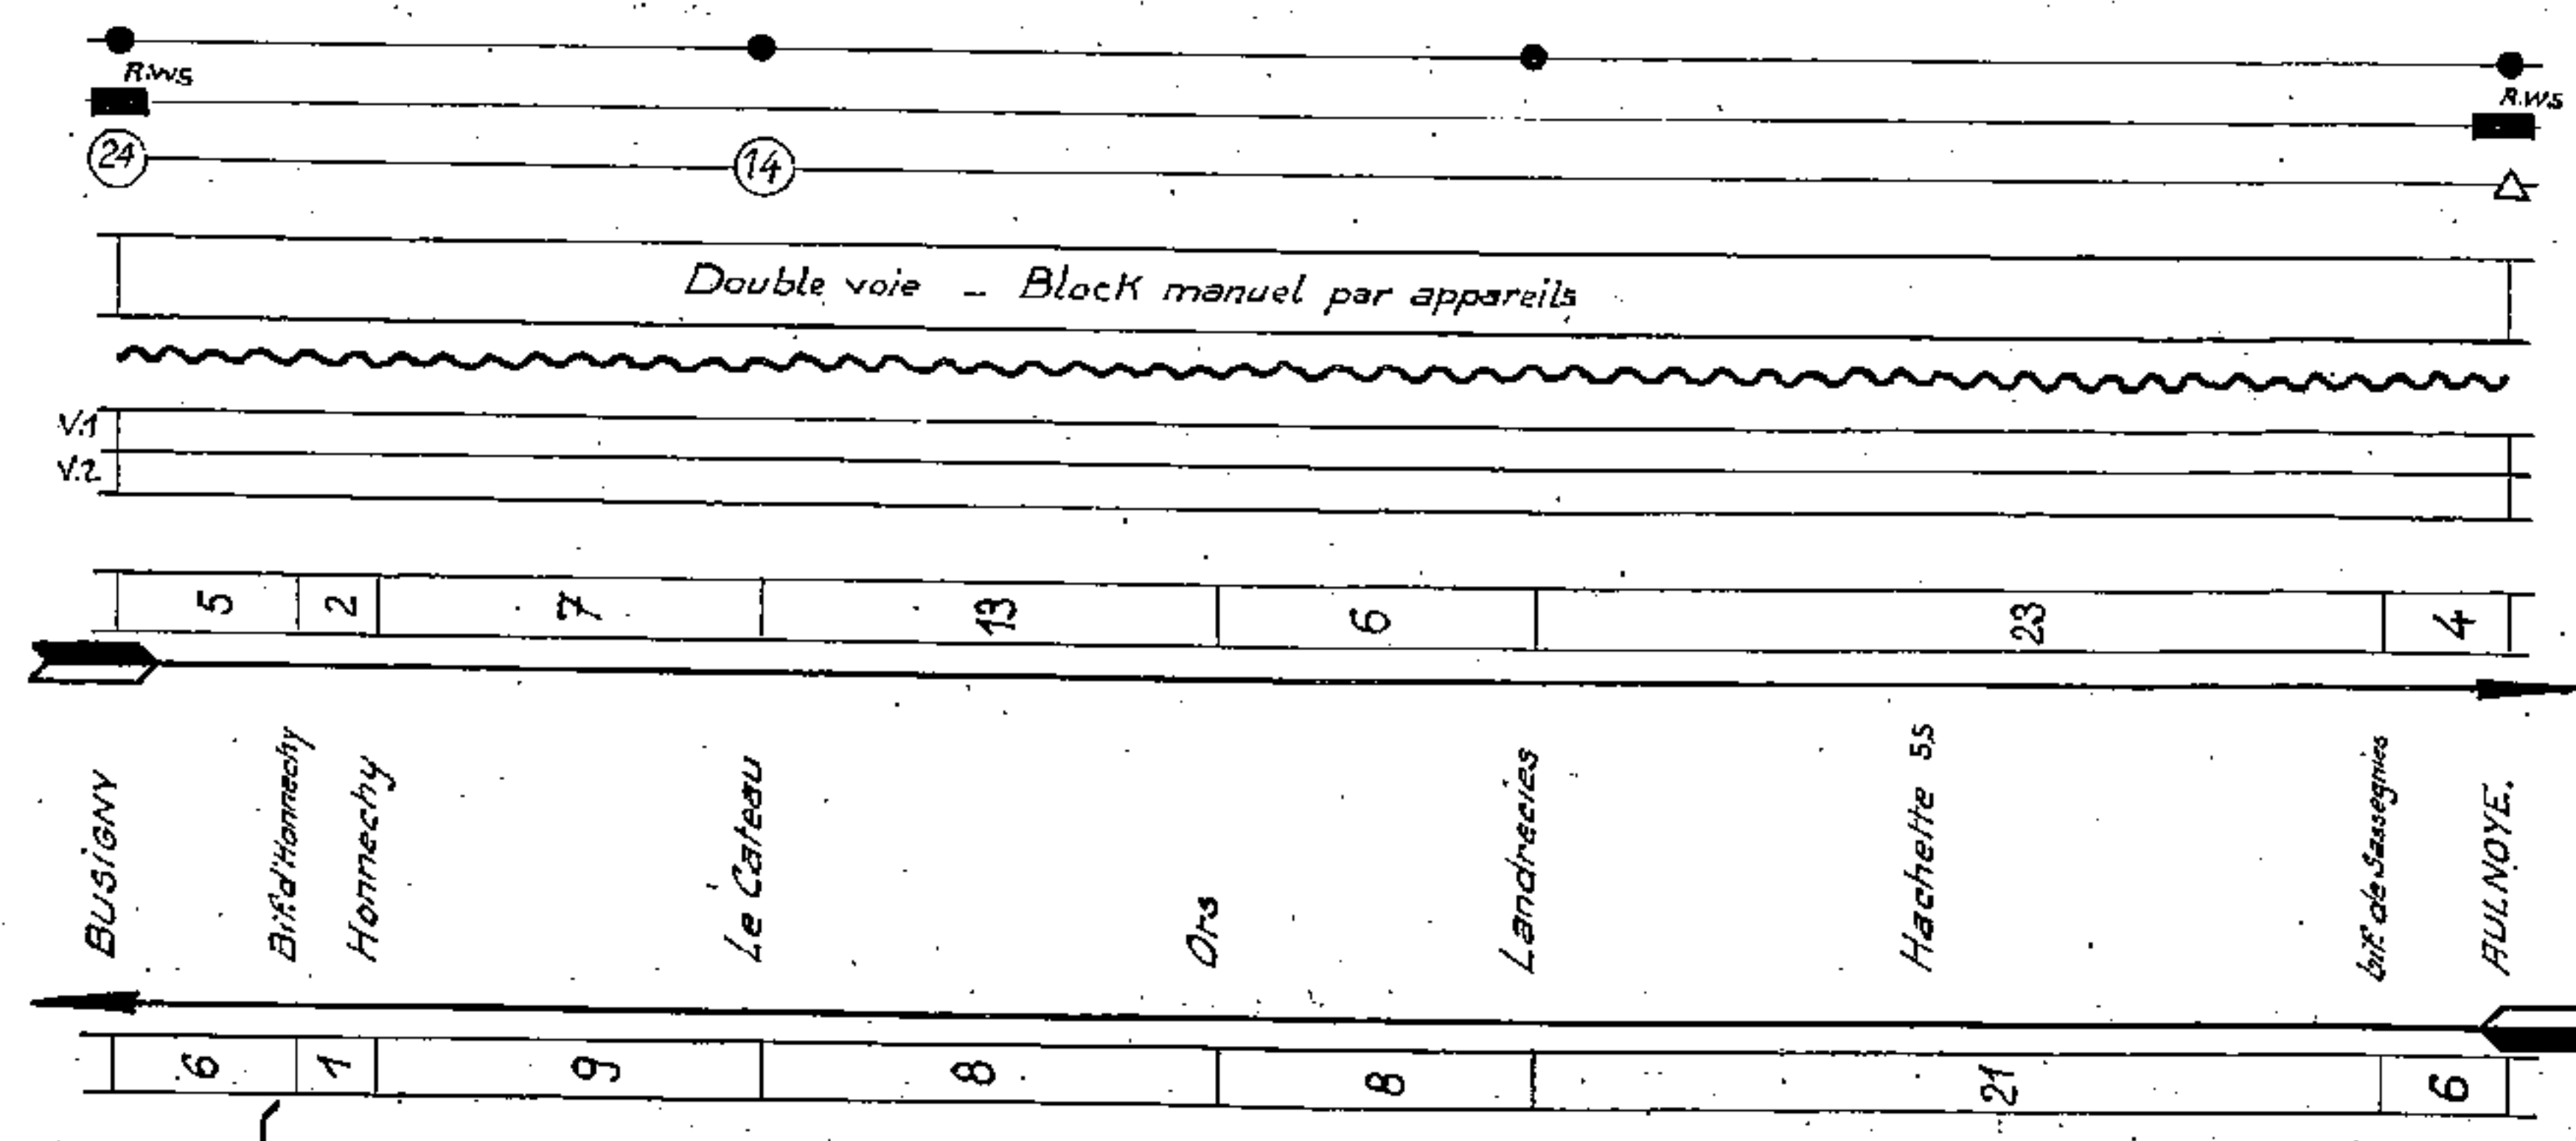 R.W.S
R.W.S
24
14
Double voie - Block manuel par appareils
V.1
V.2
5 2 7 13 6 23 4
BUSIGNY
Bif. d'Honnechy
Honnechy
Le Cateau
Ors
Landrecies
Hachette S.S
bif. de Sassegnies
AULNOYE.
6 1 9 8 8 21 6